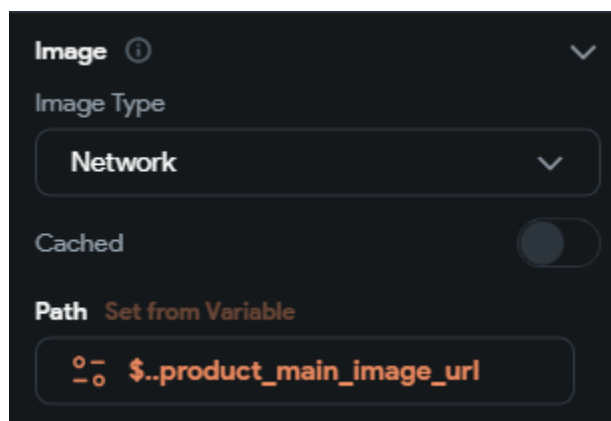 Image
Image Type
Network
Cached
Path Set from Variable
$..product_main_image_url